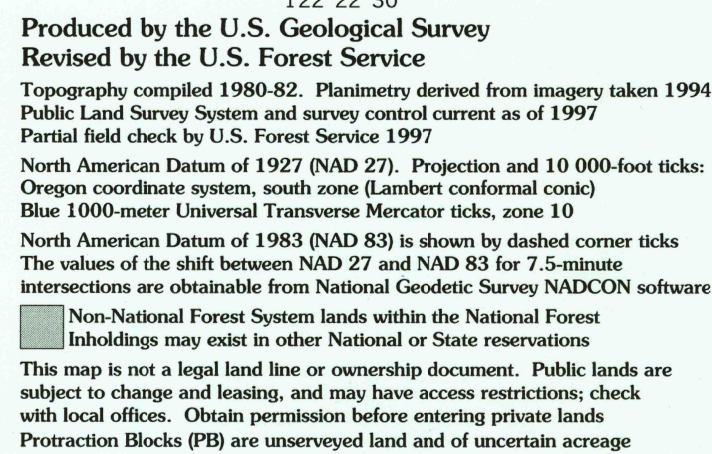 122 22 30
Produced by the U.S. Geological Survey
Revised by the U.S. Forest Service
Topography compiled 1980-82. Planimetry derived from imagery taken 1994
Public Land Survey System and survey control current as of 1997
Partial field check by U.S. Forest Service 1997
North American Datum of 1927 (NAD 27). Projection and 10 000-foot ticks:
Oregon coordinate system, south zone (Lambert conformal conic)
Blue 1000-meter Universal Transverse Mercator ticks, zone 10
North American Datum of 1983 (NAD 83) is shown by dashed corner ticks
The values of the shift between NAD 27 and NAD 83 for 7.5-minute
intersections are obtainable from National Geodetic Survey NADCON software
Non-National Forest System lands within the National Forest
Inholdings may exist in other National or State reservations
This map is not a legal land line or ownership document. Public lands are
subject to change and leasing, and may have access restrictions; check
with local offices. Obtain permission before entering private lands
Protraction Blocks (PB) are unserveyed land and of uncertain acreage